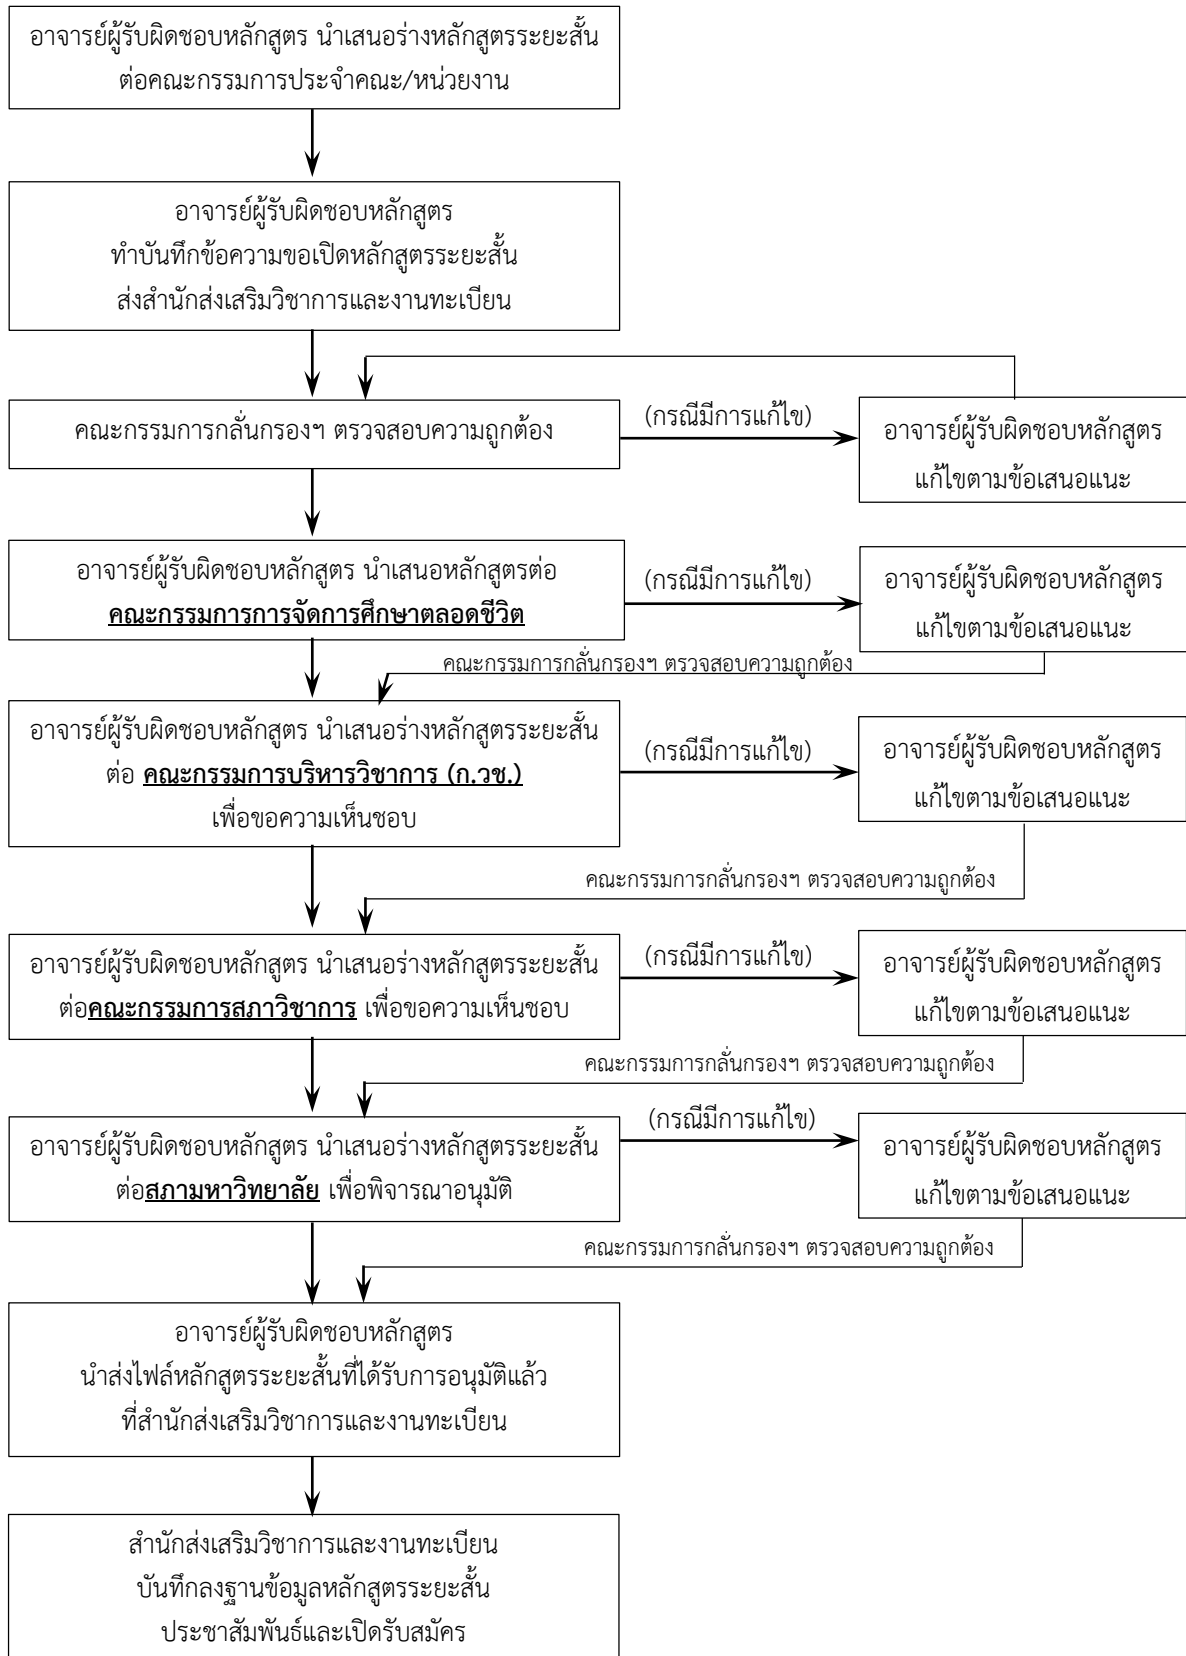 อาจารย์ผู้รับผิดชอบหลักสูตร นำเสนอร่างหลักสูตรระยะสั้น
ต่อคณะกรรมการประจำคณะ/หน่วยงาน
อาจารย์ผู้รับผิดชอบหลักสูตร
ทำบันทึกข้อความขอเปิดหลักสูตรระยะสั้น
ส่งสำนักส่งเสริมวิชาการและงานทะเบียน
คณะกรรมการกลั่นกรองฯ ตรวจสอบความถูกต้อง
(กรณีมีการแก้ไข)
อาจารย์ผู้รับผิดชอบหลักสูตร
แก้ไขตามข้อเสนอแนะ
อาจารย์ผู้รับผิดชอบหลักสูตร นำเสนอหลักสูตรต่อ
คณะกรรมการการจัดการศึกษาตลอดชีวิต
(กรณีมีการแก้ไข)
อาจารย์ผู้รับผิดชอบหลักสูตร
แก้ไขตามข้อเสนอแนะ
คณะกรรมการกลั่นกรองฯ ตรวจสอบความถูกต้อง
อาจารย์ผู้รับผิดชอบหลักสูตร นำเสนอร่างหลักสูตรระยะสั้น
ต่อ คณะกรรมการบริหารวิชาการ (ก.วช.)
เพื่อขอความเห็นชอบ
(กรณีมีการแก้ไข)
อาจารย์ผู้รับผิดชอบหลักสูตร
แก้ไขตามข้อเสนอแนะ
คณะกรรมการกลั่นกรองฯ ตรวจสอบความถูกต้อง
อาจารย์ผู้รับผิดชอบหลักสูตร นำเสนอร่างหลักสูตรระยะสั้น
ต่อคณะกรรมการสภาวิชาการ เพื่อขอความเห็นชอบ
(กรณีมีการแก้ไข)
อาจารย์ผู้รับผิดชอบหลักสูตร
แก้ไขตามข้อเสนอแนะ
คณะกรรมการกลั่นกรองฯ ตรวจสอบความถูกต้อง
อาจารย์ผู้รับผิดชอบหลักสูตร นำเสนอร่างหลักสูตรระยะสั้น
ต่อสภามหาวิทยาลัย เพื่อพิจารณาอนุมัติ
(กรณีมีการแก้ไข)
อาจารย์ผู้รับผิดชอบหลักสูตร
แก้ไขตามข้อเสนอแนะ
คณะกรรมการกลั่นกรองฯ ตรวจสอบความถูกต้อง
อาจารย์ผู้รับผิดชอบหลักสูตร
นำส่งไฟล์หลักสูตรระยะสั้นที่ได้รับการอนุมัติแล้ว
ที่สำนักส่งเสริมวิชาการและงานทะเบียน
สำนักส่งเสริมวิชาการและงานทะเบียน
บันทึกลงฐานข้อมูลหลักสูตรระยะสั้น
ประชาสัมพันธ์และเปิดรับสมัคร